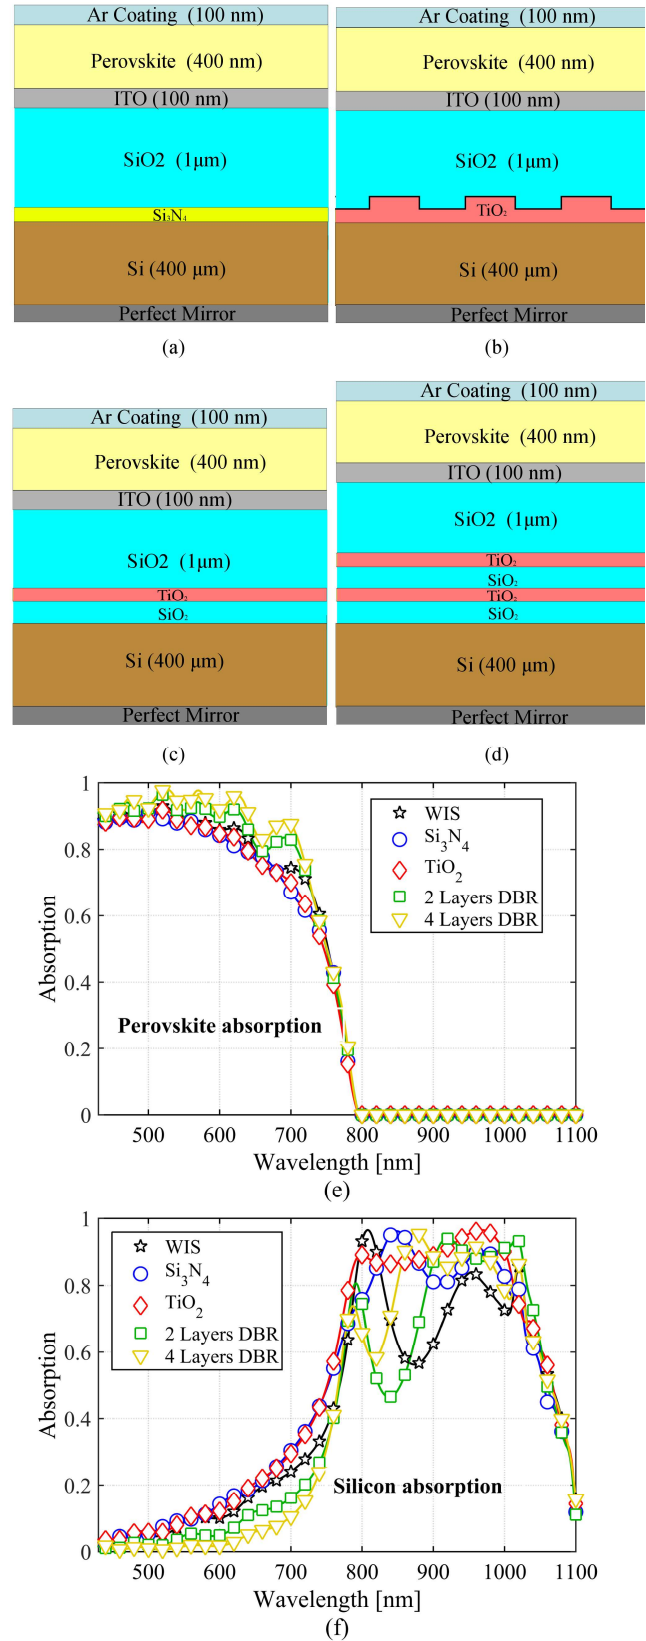 Ar Coating (100 nm)
Perovskite (400 nm)
ITO (100 nm)
SiO2 (1μm)
Si₃N₄
Si (400 μm)
Perfect Mirror
(a)
Ar Coating (100 nm)
Perovskite (400 nm)
ITO (100 nm)
SiO2 (1μm)
TiO₂
Si (400 μm)
Perfect Mirror
(b)
Ar Coating (100 nm)
Perovskite (400 nm)
ITO (100 nm)
SiO2 (1μm)
TiO₂
SiO₂
Si (400 μm)
Perfect Mirror
(c)
Ar Coating (100 nm)
Perovskite (400 nm)
ITO (100 nm)
SiO2 (1μm)
TiO₂
SiO₂
TiO₂
SiO₂
Si (400 μm)
Perfect Mirror
(d)
1
0.8
0.6
0.4
0.2
0
Absorption
WIS
Si₃N₄
TiO₂
2 Layers DBR
4 Layers DBR
Perovskite absorption
500 600 700 800 900 1000 1100
Wavelength [nm]
(e)
1
0.8
0.6
0.4
0.2
0
Absorption
WIS
Si₃N₄
TiO₂
2 Layers DBR
4 Layers DBR
Silicon absorption
500 600 700 800 900 1000 1100
Wavelength [nm]
(f)